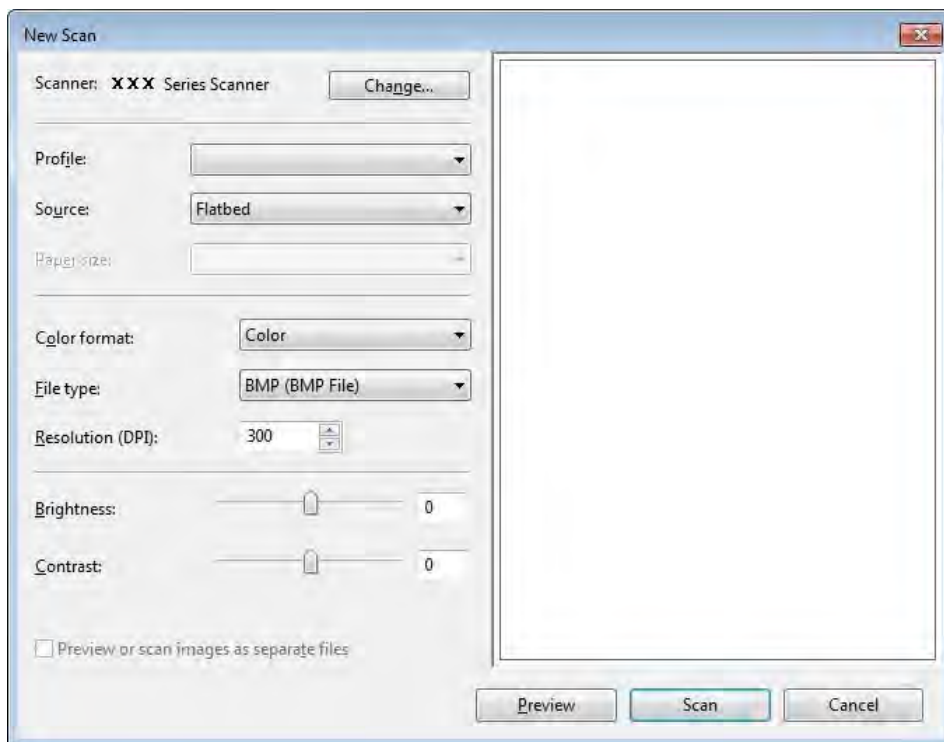 New Scan
Scanner: XXX Series Scanner Change...
Profile:
Source: Flatbed
Paper size:
Color format: Color
File type: BMP (BMP File)
Resolution (DPI): 300
Brightness: 0
Contrast: 0
Preview or scan images as separate files
Preview Scan Cancel